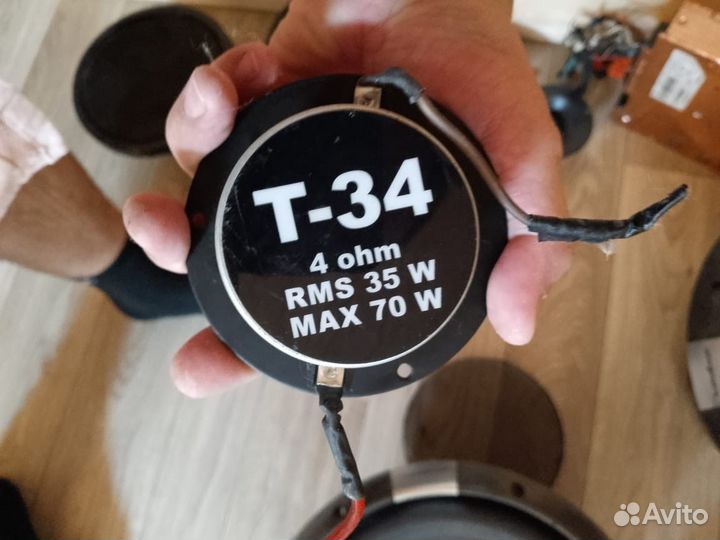 T-34
4 ohm
RMS 35 W
MAX 70 W
Avito